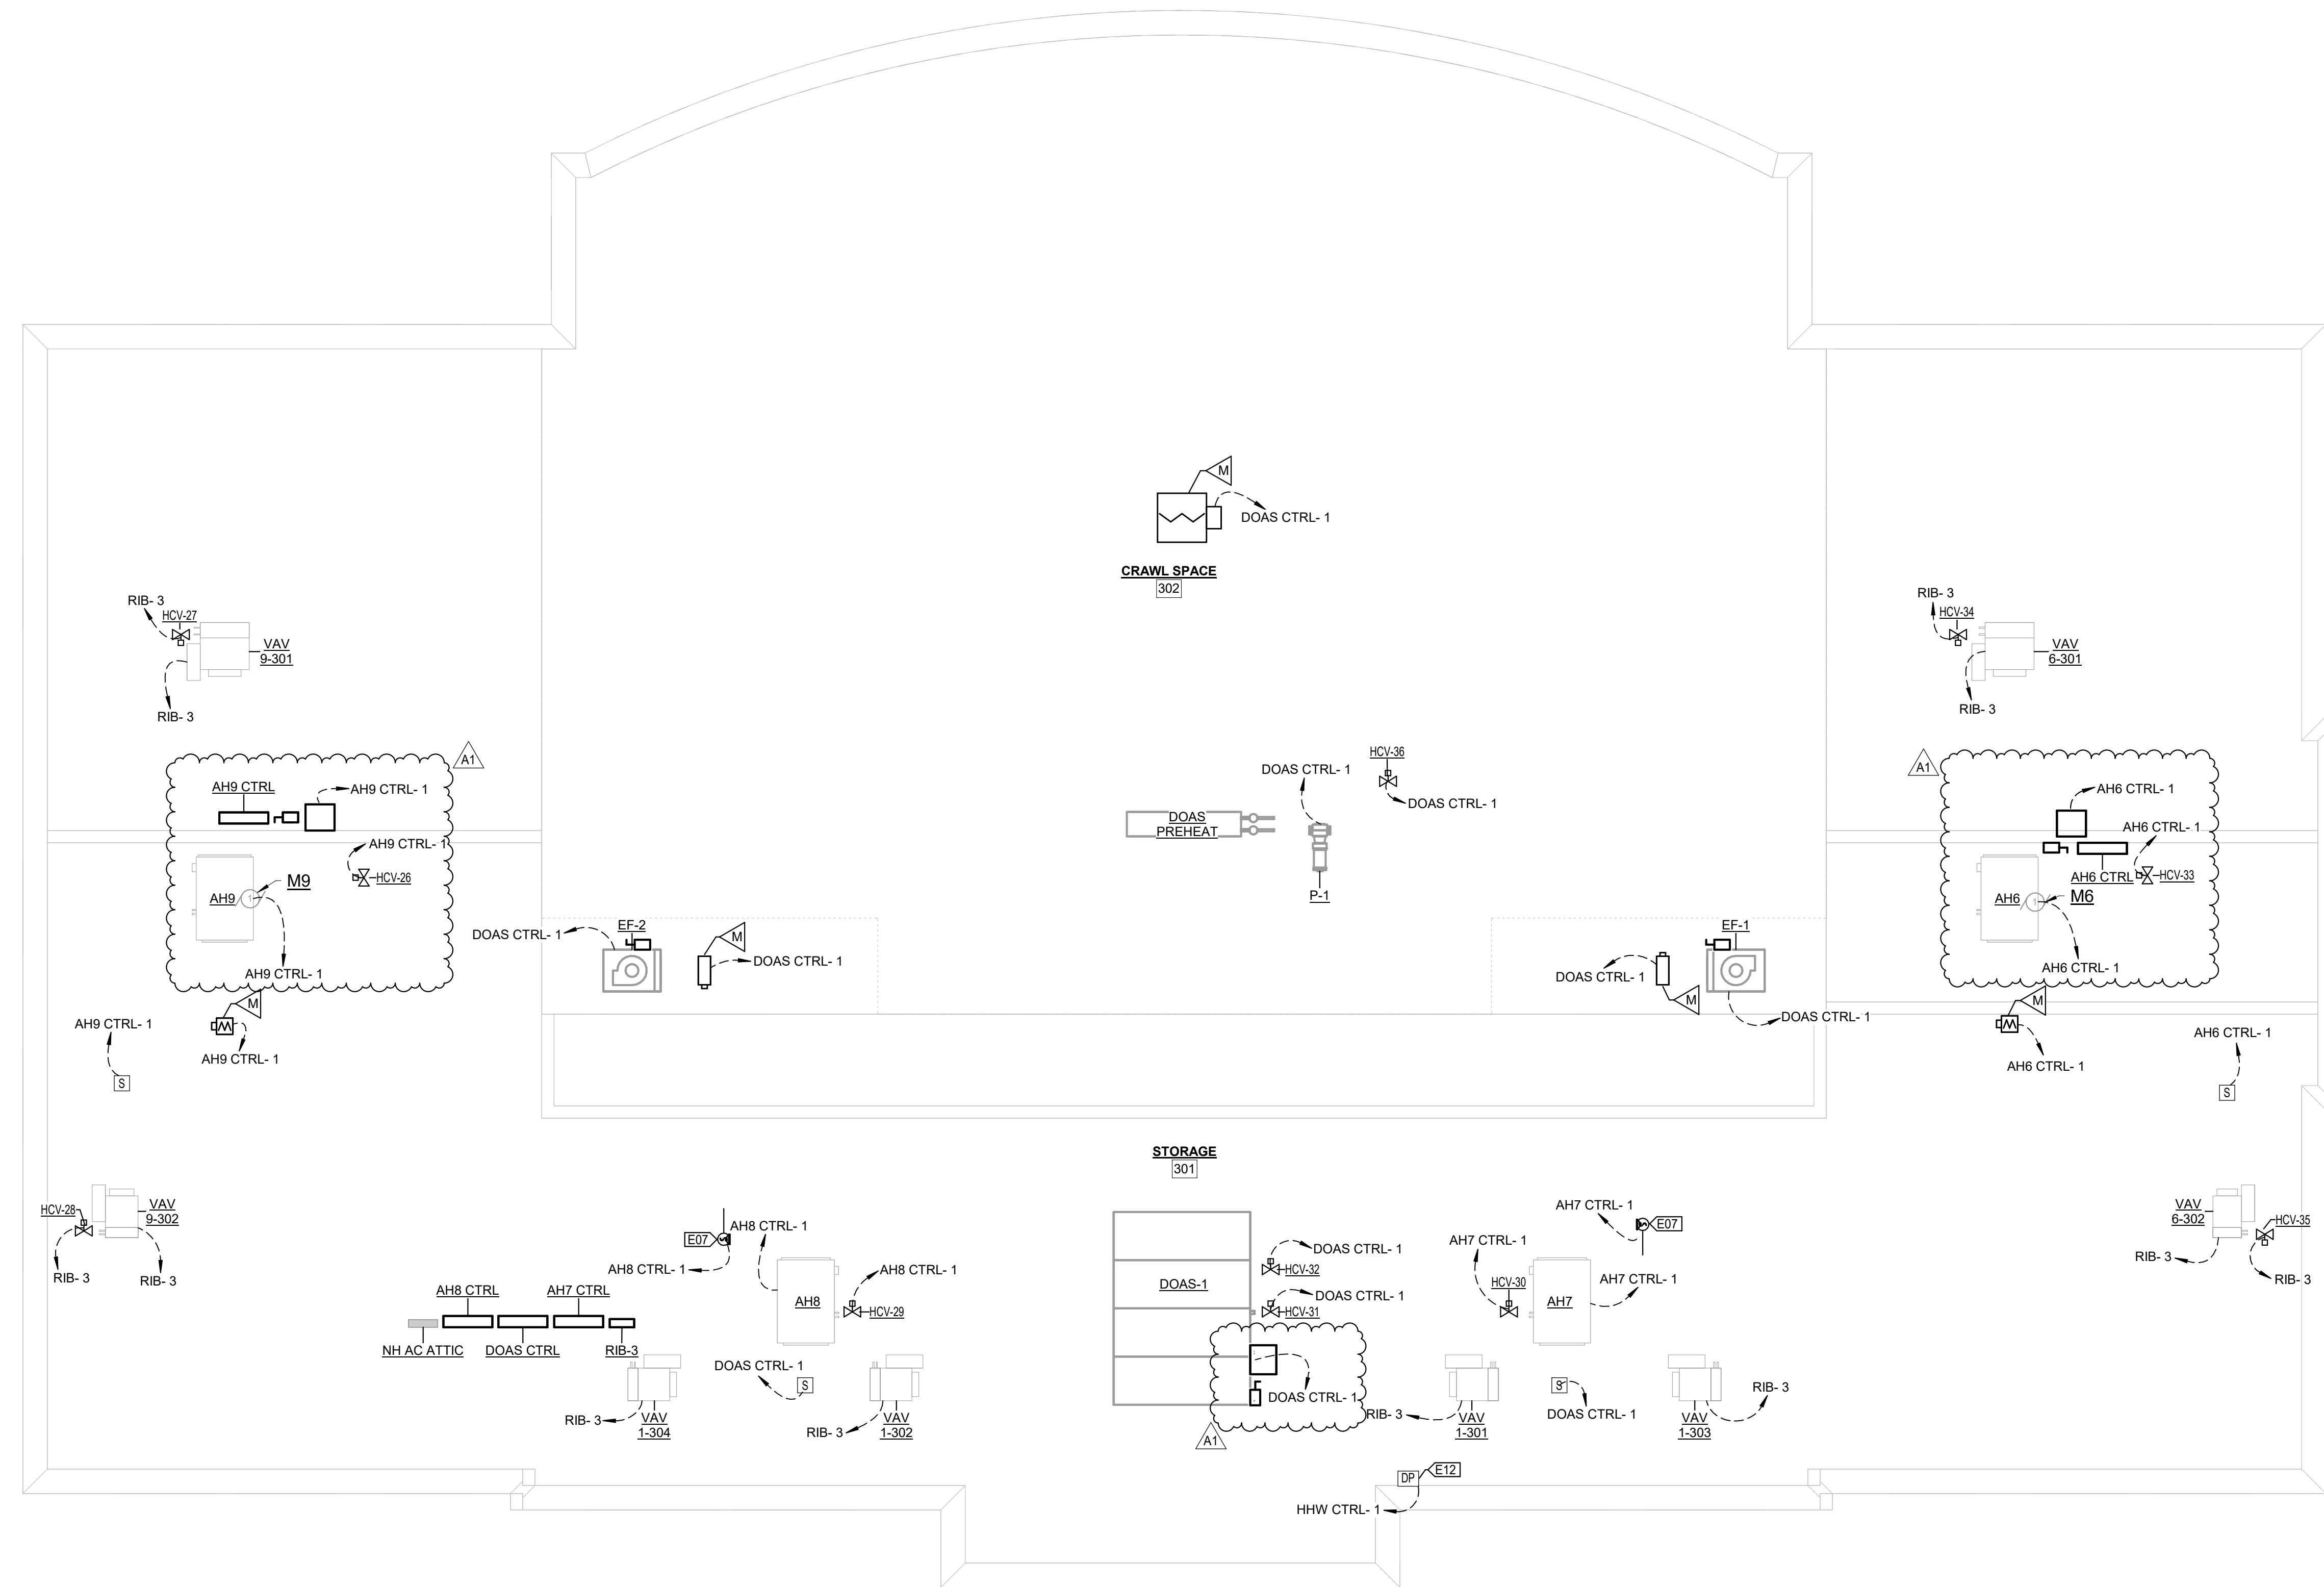 M
DOAS CTRL- 1
CRAWL SPACE
302
RIB- 3
HCV-27
VAV
9-301
RIB- 3
RIB- 3
HCV-34
VAV
6-301
RIB- 3
A1
AH9 CTRL
AH9 CTRL- 1
AH9 CTRL- 1
HCV-26
AH9
1
M9
AH9 CTRL- 1
M
AH9 CTRL- 1
AH9 CTRL- 1
S
HCV-36
DOAS CTRL- 1
DOAS CTRL- 1
DOAS
PREHEAT
P-1
DOAS CTRL- 1
EF-2
M
DOAS CTRL- 1
EF-1
DOAS CTRL- 1
M
DOAS CTRL- 1
A1
AH6 CTRL- 1
AH6 CTRL- 1
AH6 CTRL
HCV-33
AH6
1
M6
AH6 CTRL- 1
M
AH6 CTRL- 1
AH6 CTRL- 1
S
STORAGE
301
HCV-28
VAV
9-302
RIB- 3
RIB- 3
E07
AH8 CTRL- 1
AH8 CTRL- 1
AH8 CTRL- 1
AH8
HCV-29
AH8 CTRL
AH7 CTRL
NH AC ATTIC
DOAS CTRL
RIB-3
DOAS CTRL- 1
S
RIB- 3
VAV
1-304
RIB- 3
VAV
1-302
DOAS-1
DOAS CTRL- 1
HCV-32
DOAS CTRL- 1
HCV-31
DOAS CTRL- 1
A1
AH7 CTRL- 1
E07
AH7 CTRL- 1
HCV-30
AH7
AH7 CTRL- 1
RIB- 3
VAV
1-301
S
DOAS CTRL- 1
RIB- 3
VAV
1-303
VAV
6-302
HCV-35
RIB- 3
RIB- 3
DP
E12
HHW CTRL- 1